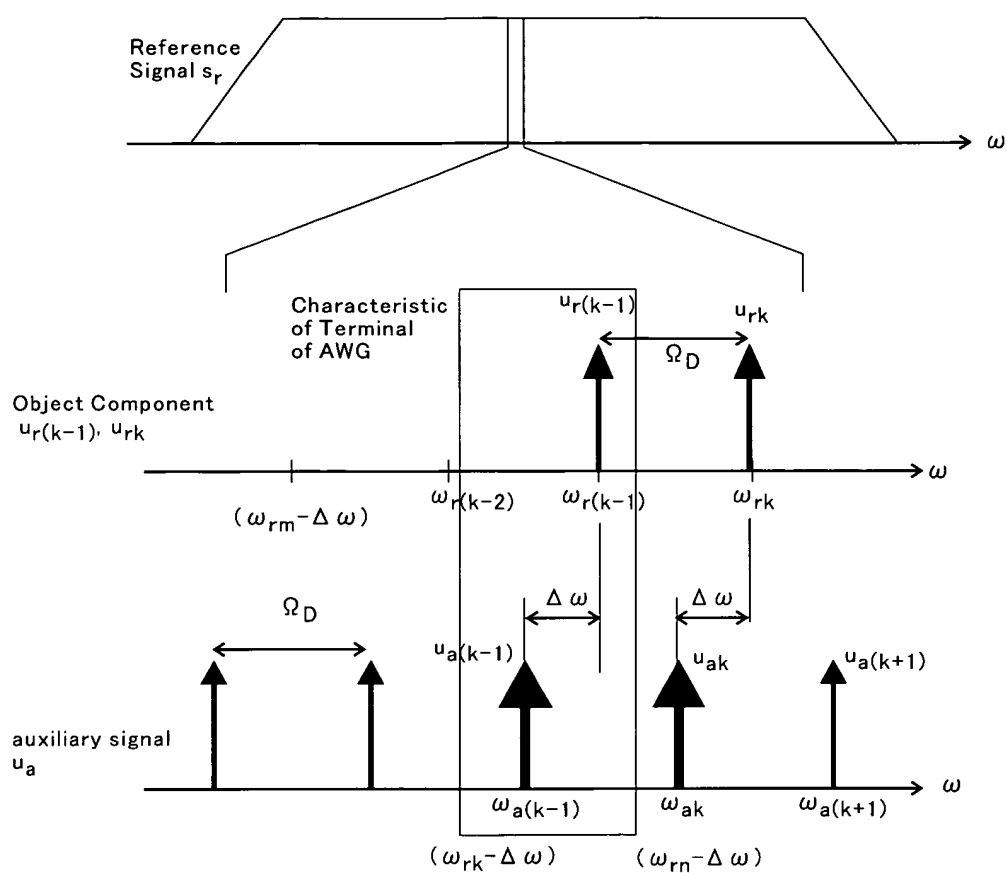 Reference
Signal s_r
ω
Characteristic
of Terminal
of AWG
u_r(k-1)
u_rk
Ω_D
Object Component
u_r(k-1), u_rk
ω
(ω_rm-Δω)
ω_r(k-2)
ω_r(k-1)
ω_rk
Ω_D
Δω
Δω
u_a(k-1)
u_ak
u_a(k+1)
auxiliary signal
u_a
ω
ω_a(k-1)
ω_ak
ω_a(k+1)
(ω_rk-Δω)
(ω_rn-Δω)